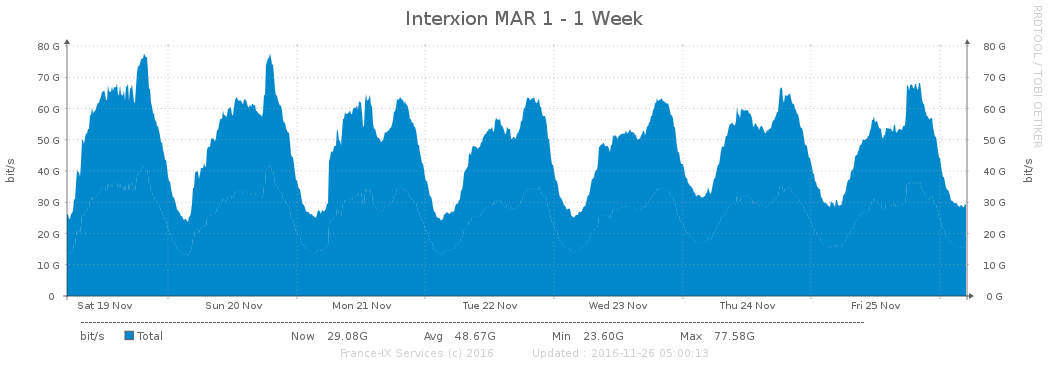 Interxion MAR 1 - 1 Week
RRDTOOL / TOBI OETIKER
80 G 80 G
70 G 70 G
60 G 60 G
50 G 50 G
40 G 40 G
30 G 30 G
20 G 20 G
10 G 10 G
0 0 G
bit/s bit/s
Sat 19 Nov Sun 20 Nov Mon 21 Nov Tue 22 Nov Wed 23 Nov Thu 24 Nov Fri 25 Nov
bit/s Total Now 29.08G Avg 48.67G Min 23.60G Max 77.58G
France-IX Services (c) 2016 Updated : 2016-11-26 05:00:13